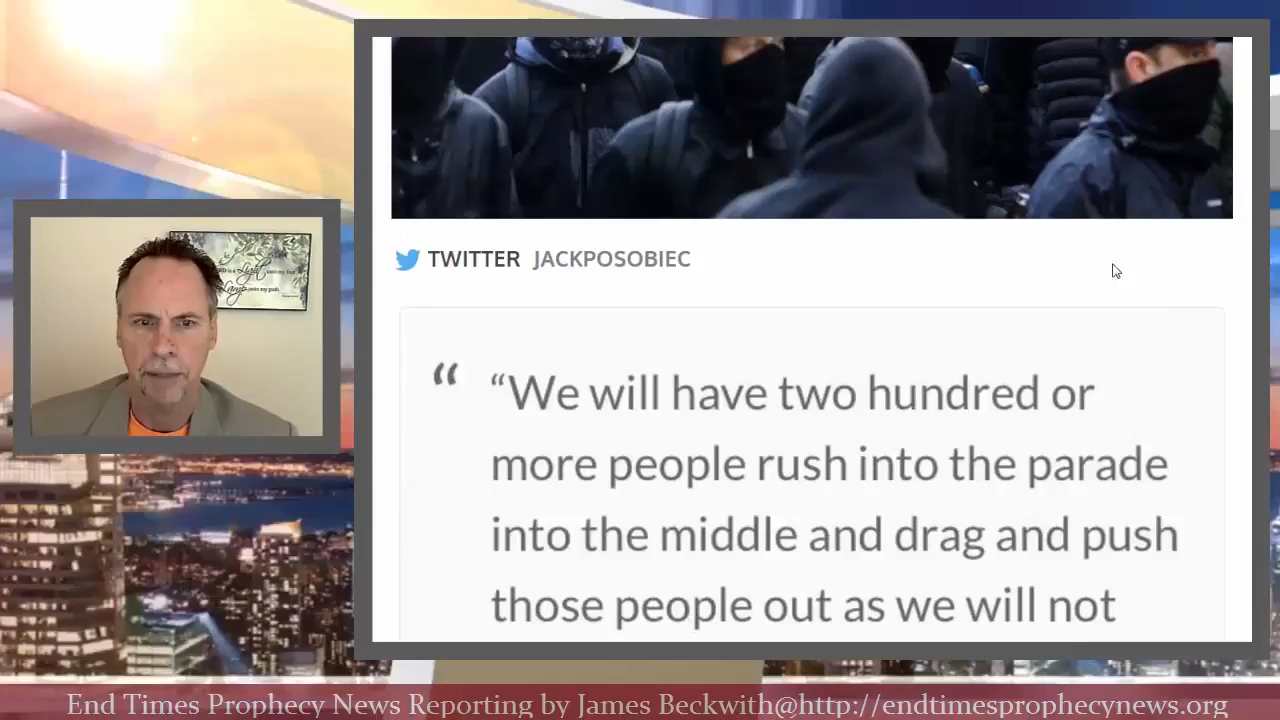 Light
Lamp
TWITTER JACKPOSOBIEC
“ “We will have two hundred or
more people rush into the parade
into the middle and drag and push
those people out as we will not
End Times Prophecy News Reporting by James Beckwith@http://endtimesprophecynews.org